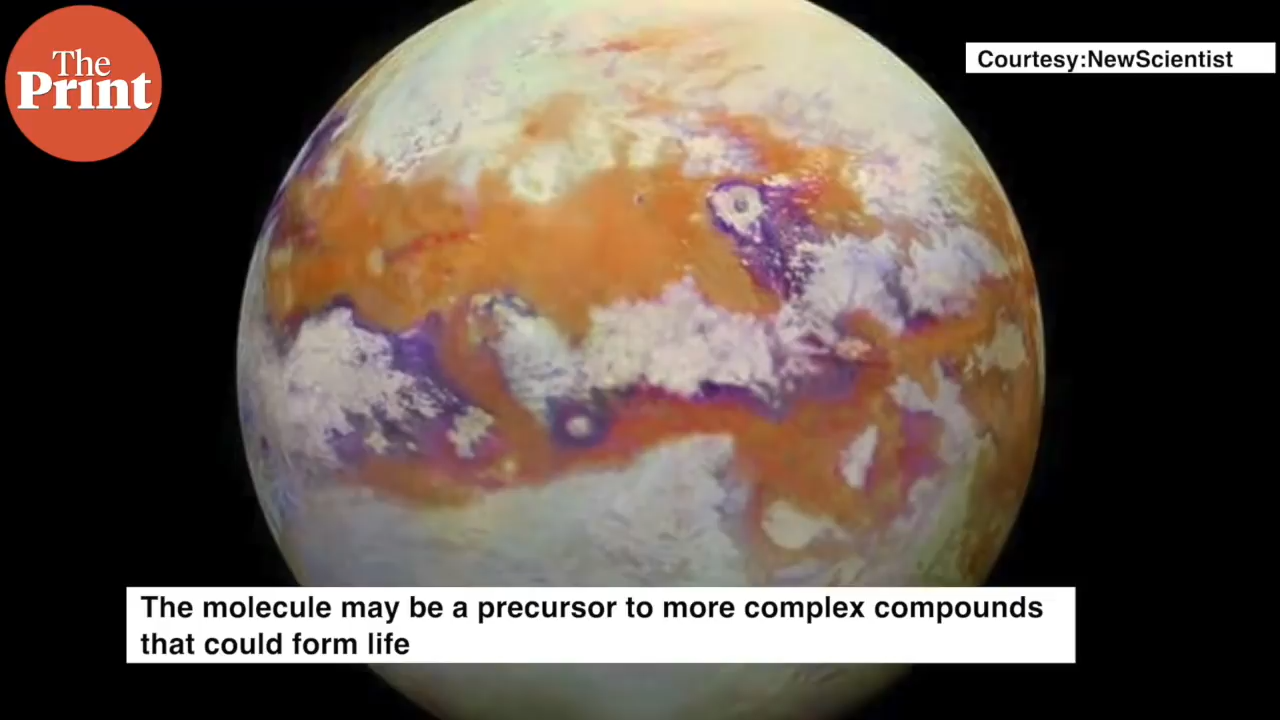 The
Print
Courtesy:NewScientist
The molecule may be a precursor to more complex compounds
that could form life